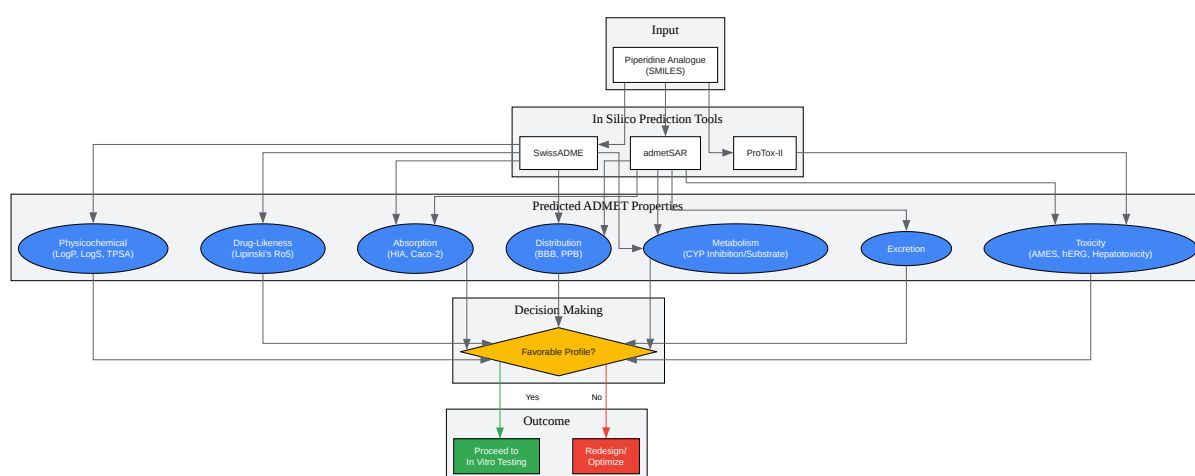 Input
Piperidine Analogue
(SMILES)
In Silico Prediction Tools
SwissADME
admetSAR
ProTox-II
Predicted ADMET Properties
Physicochemical
(LogP, LogS, TPSA)
Drug-Likeness
(Lipinski's Ro5)
Absorption
(HIA, Caco-2)
Distribution
(BBB, PPB)
Metabolism
(CYP Inhibition/Substrate)
Excretion
Toxicity
(AMES, hERG, Hepatotoxicity)
Decision Making
Favorable Profile?
Yes
No
Outcome
Proceed to
In Vitro Testing
Redesign/
Optimize